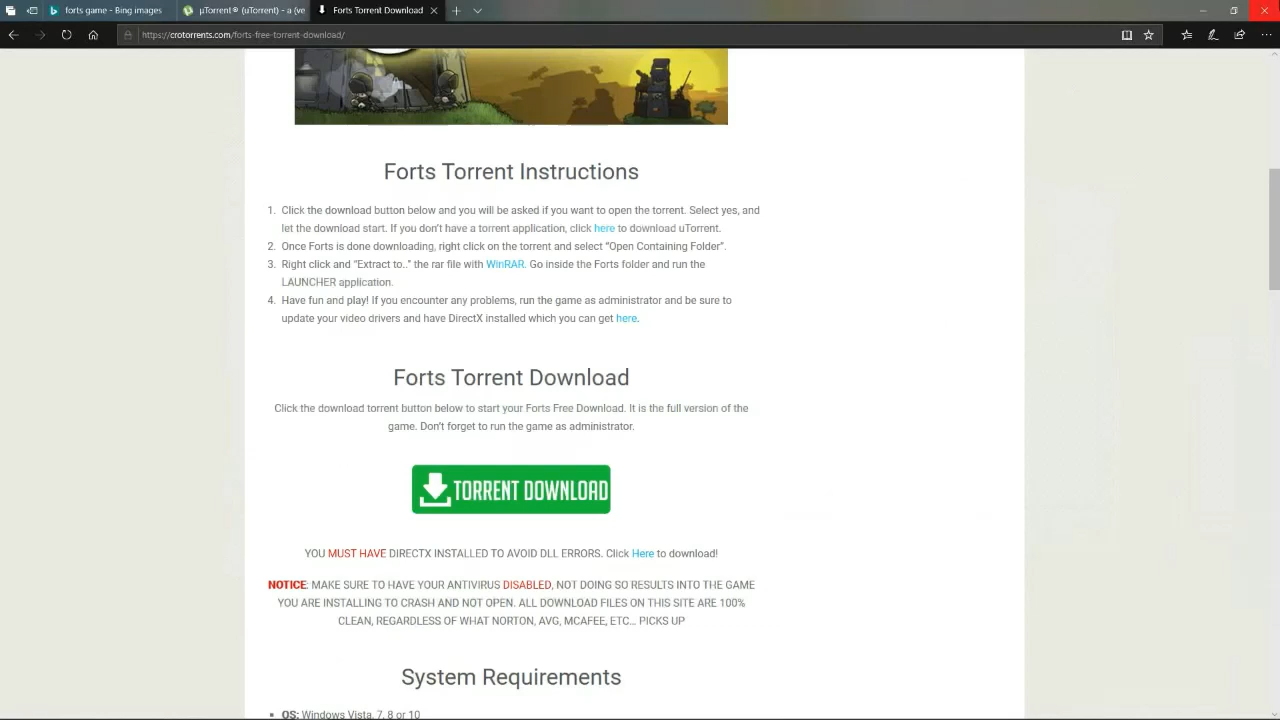 forts game - Bing images
µTorrent® (uTorrent) - a (ve
Forts Torrent Download
https://crotorrents.com/forts-free-torrent-download/
Forts Torrent Instructions
1. Click the download button below and you will be asked if you want to open the torrent. Select yes, and
let the download start. If you don't have a torrent application, click here to download uTorrent.
2. Once Forts is done downloading, right click on the torrent and select “Open Containing Folder”.
3. Right click and “Extract to..” the rar file with WinRAR. Go inside the Forts folder and run the
LAUNCHER application.
4. Have fun and play! If you encounter any problems, run the game as administrator and be sure to
update your video drivers and have DirectX installed which you can get here.
Forts Torrent Download
Click the download torrent button below to start your Forts Free Download. It is the full version of the
game. Don't forget to run the game as administrator.
TORRENT DOWNLOAD
YOU MUST HAVE DIRECTX INSTALLED TO AVOID DLL ERRORS. Click Here to download!
NOTICE: MAKE SURE TO HAVE YOUR ANTIVIRUS DISABLED, NOT DOING SO RESULTS INTO THE GAME
YOU ARE INSTALLING TO CRASH AND NOT OPEN. ALL DOWNLOAD FILES ON THIS SITE ARE 100%
CLEAN, REGARDLESS OF WHAT NORTON, AVG, MCAFEE, ETC... PICKS UP
System Requirements
OS: Windows Vista, 7, 8 or 10